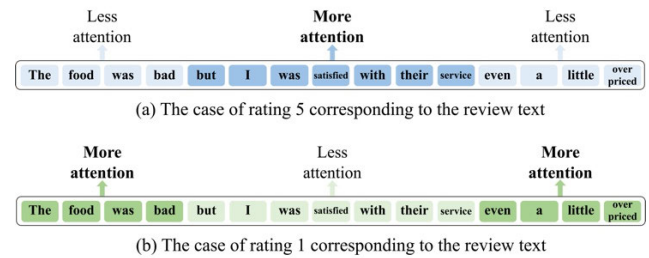 Less attention More attention Less attention
The food was bad but I was satisfied with their service even a little over priced
(a) The case of rating 5 corresponding to the review text
More attention Less attention More attention
The food was bad but I was satisfied with their service even a little over priced
(b) The case of rating 1 corresponding to the review text